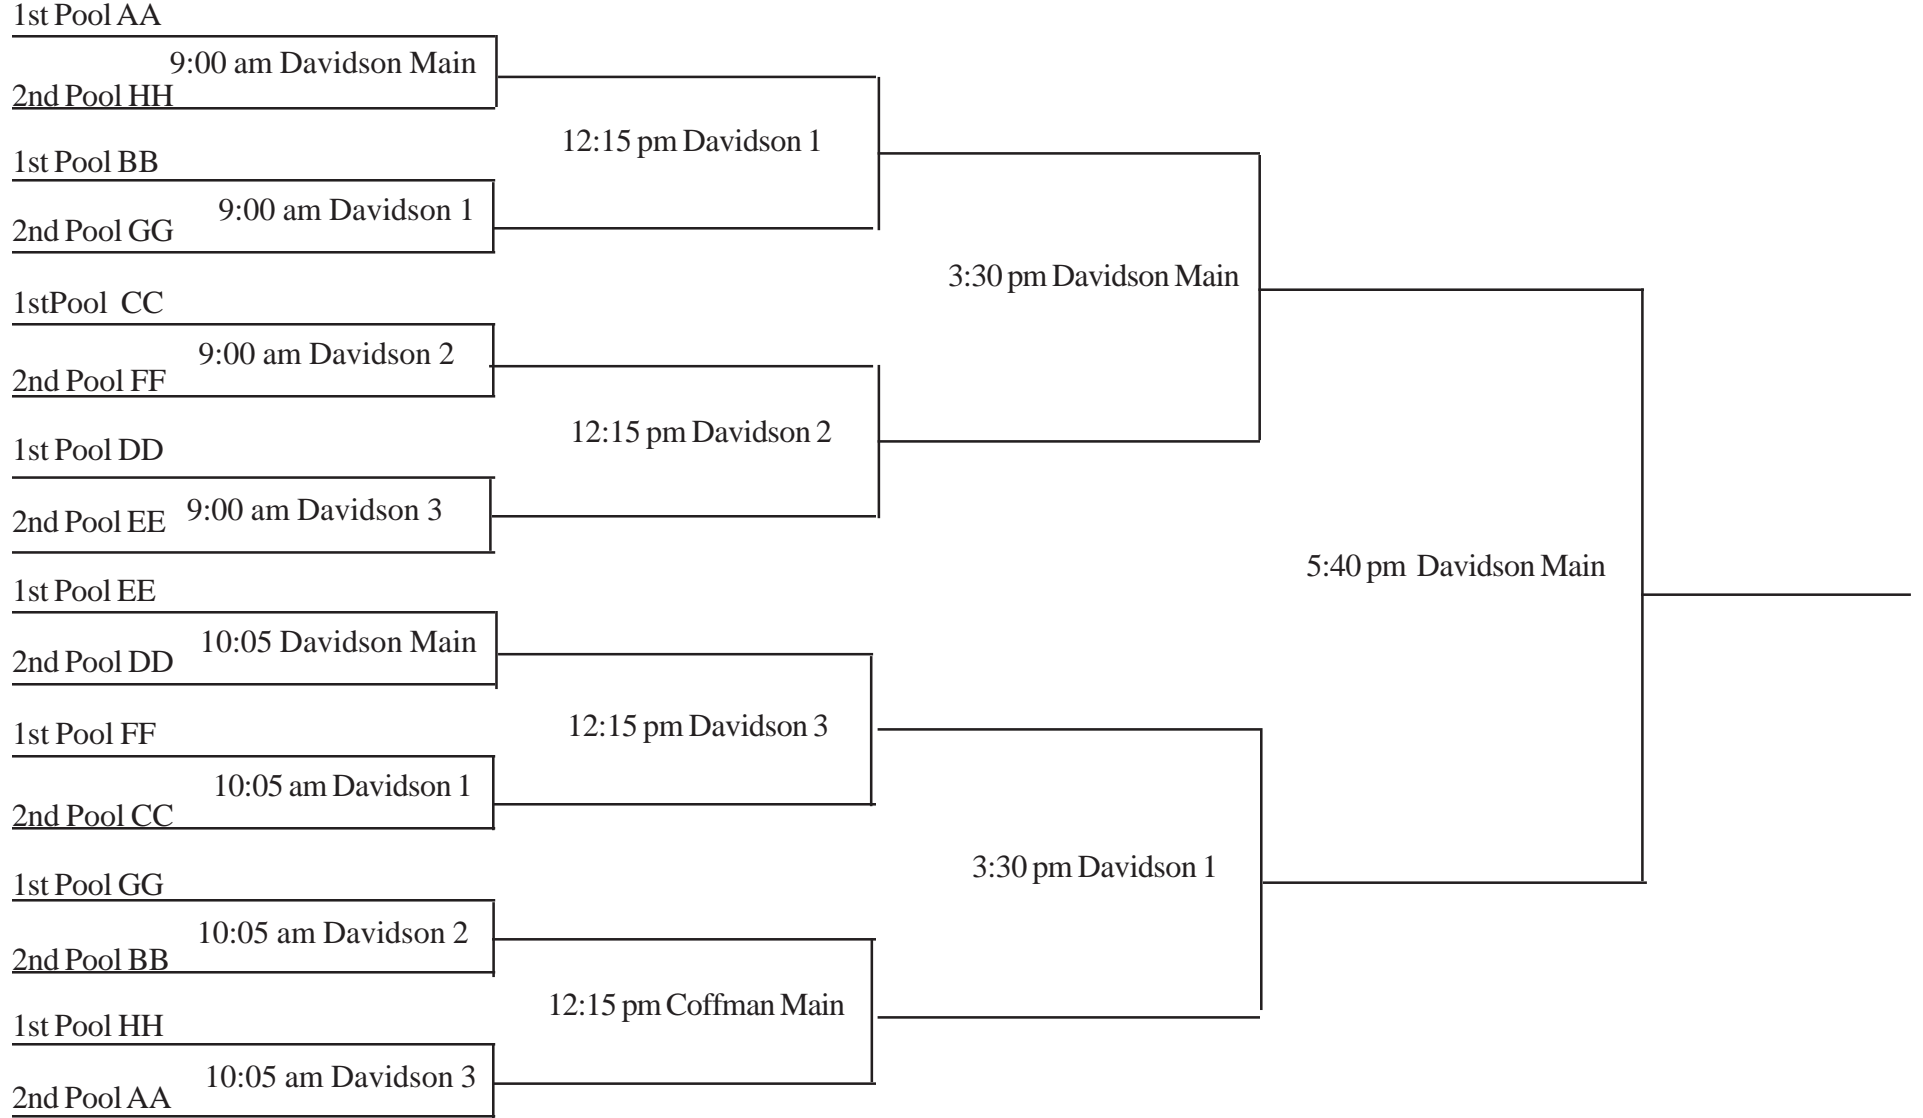 1st Pool AA
9:00 am Davidson Main
2nd Pool HH
12:15 pm Davidson 1
1st Pool BB
9:00 am Davidson 1
2nd Pool GG
3:30 pm Davidson Main
1stPool CC
9:00 am Davidson 2
2nd Pool FF
12:15 pm Davidson 2
1st Pool DD
9:00 am Davidson 3
2nd Pool EE
5:40 pm Davidson Main
1st Pool EE
10:05 Davidson Main
2nd Pool DD
12:15 pm Davidson 3
1st Pool FF
10:05 am Davidson 1
2nd Pool CC
3:30 pm Davidson 1
1st Pool GG
10:05 am Davidson 2
2nd Pool BB
12:15 pm Coffman Main
1st Pool HH
10:05 am Davidson 3
2nd Pool AA